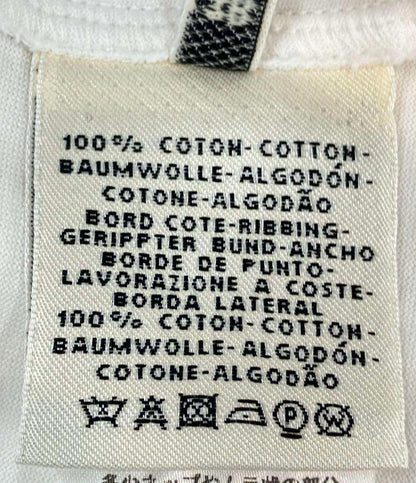 100% COTON-COTTON-
BAUMWOLLE-ALGODÓN-
COTONE-ALGODÃO
BORD COTE-RIBBING-
GERIPPTER BUND-ANCHO
BORDE DE PUNTO-
LAVORAZIONE A COSTE-
BORDA LATERAL
100% COTON-COTTON-
BAUMWOLLE-ALGODÓN-
COTONE-ALGODÃO
P W